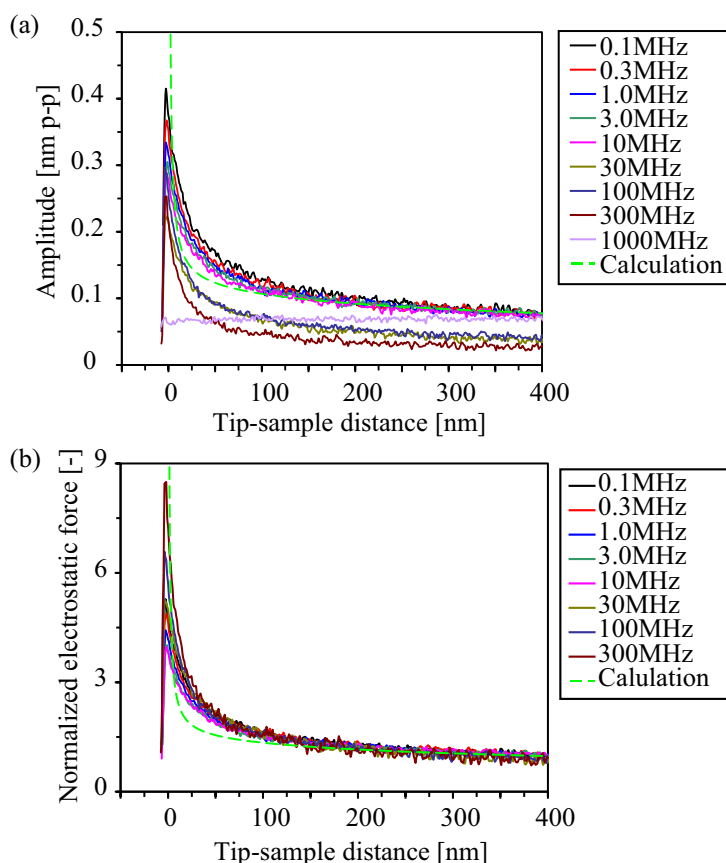 (a)
Amplitude [nm p-p]
0.5
0.4
0.3
0.2
0.1
0
0 100 200 300 400
Tip-sample distance [nm]
0.1MHz
0.3MHz
1.0MHz
3.0MHz
10MHz
30MHz
100MHz
300MHz
1000MHz
Calculation
(b)
Normalized electrostatic force [-]
9
6
3
0
0 100 200 300 400
Tip-sample distance [nm]
0.1MHz
0.3MHz
1.0MHz
3.0MHz
10MHz
30MHz
100MHz
300MHz
Calulation